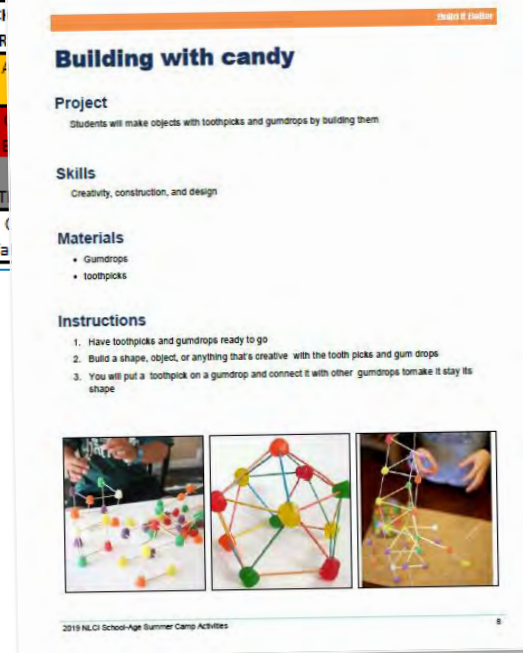 Build It Better
Building with candy
Project
Students will make objects with toothpicks and gumdrops by building them
Skills
Creativity, construction, and design
Materials
• Gumdrops
• toothpicks
Instructions
1. Have toothpicks and gumdrops ready to go
2. Build a shape, object, or anything that's creative with the tooth picks and gum drops
3. You will put a toothpick on a gumdrop and connect it with other gumdrops tomake it stay its
shape
2019 NLCI School-Age Summer Camp Activities